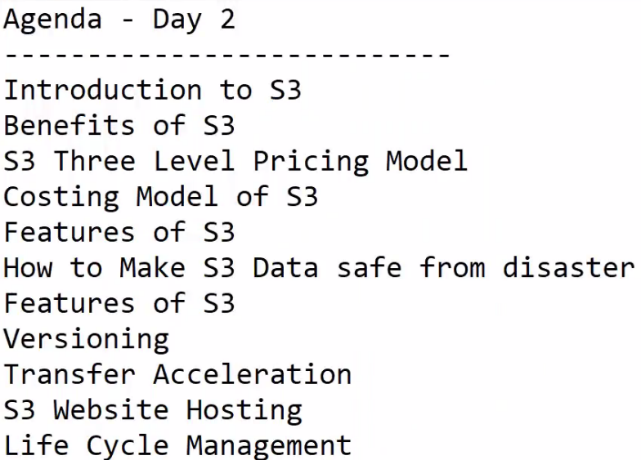 Agenda - Day 2
---------------------------
Introduction to S3
Benefits of S3
S3 Three Level Pricing Model
Costing Model of S3
Features of S3
How to Make S3 Data safe from disaster
Features of S3
Versioning
Transfer Acceleration
S3 Website Hosting
Life Cycle Management